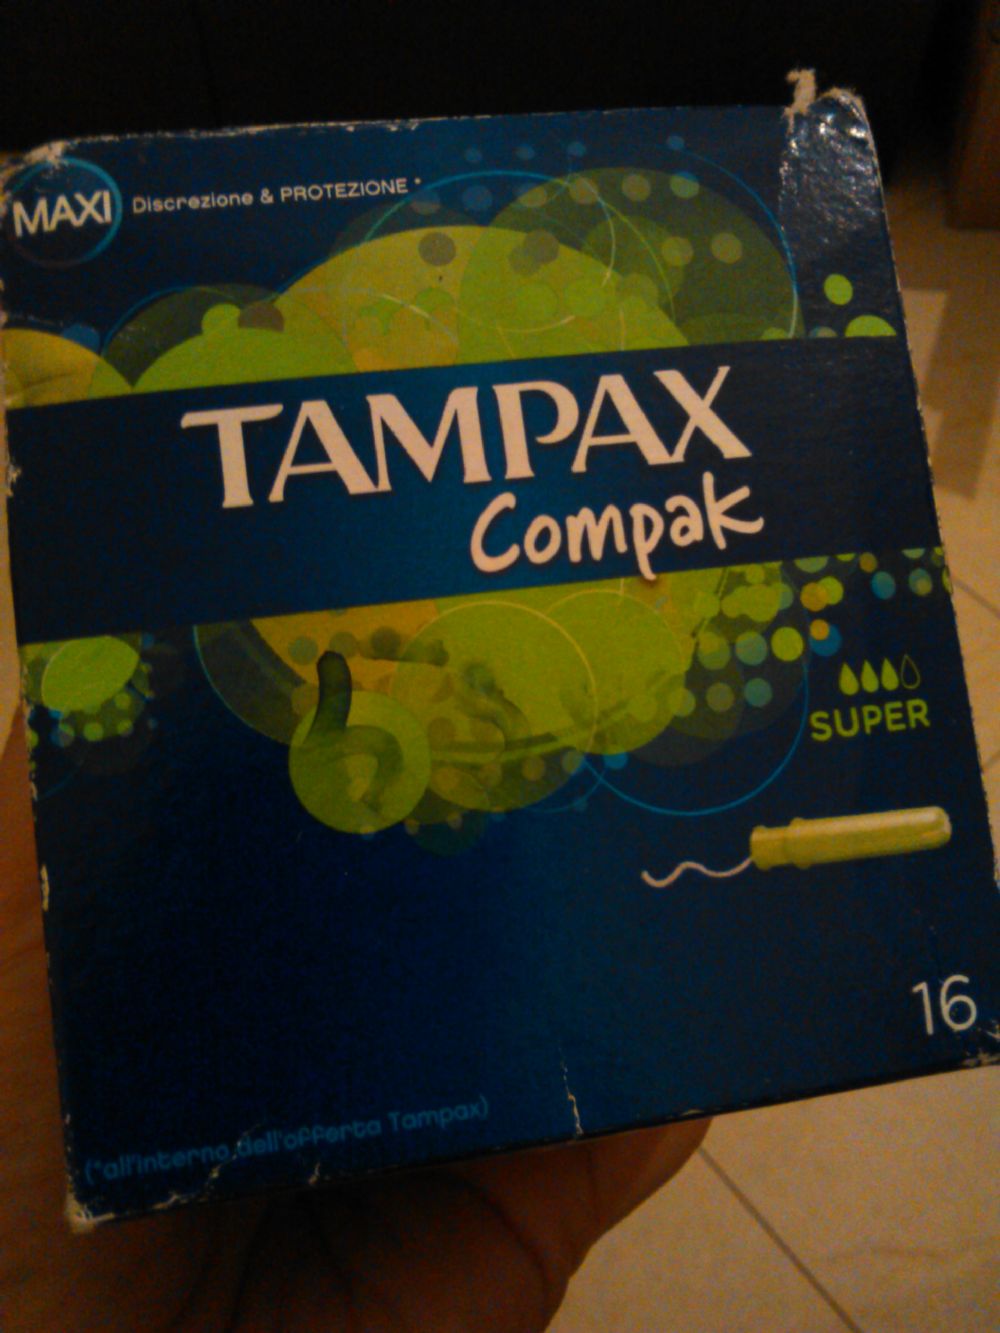 MAXI
Discrezione & PROTEZIONE *
TAMPAX
Compak
SUPER
16
(*all'interno dell'offerta Tampax)